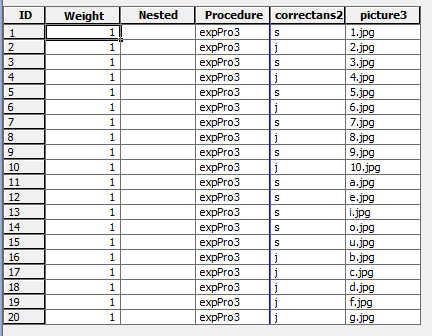 ID Weight Nested Procedure correctans2 picture3
1 1 expPro3 s 1.jpg
2 1 expPro3 j 2.jpg
3 1 expPro3 s 3.jpg
4 1 expPro3 j 4.jpg
5 1 expPro3 s 5.jpg
6 1 expPro3 j 6.jpg
7 1 expPro3 s 7.jpg
8 1 expPro3 j 8.jpg
9 1 expPro3 s 9.jpg
10 1 expPro3 j 10.jpg
11 1 expPro3 s a.jpg
12 1 expPro3 s e.jpg
13 1 expPro3 s i.jpg
14 1 expPro3 s o.jpg
15 1 expPro3 s u.jpg
16 1 expPro3 j b.jpg
17 1 expPro3 j c.jpg
18 1 expPro3 j d.jpg
19 1 expPro3 j f.jpg
20 1 expPro3 j g.jpg